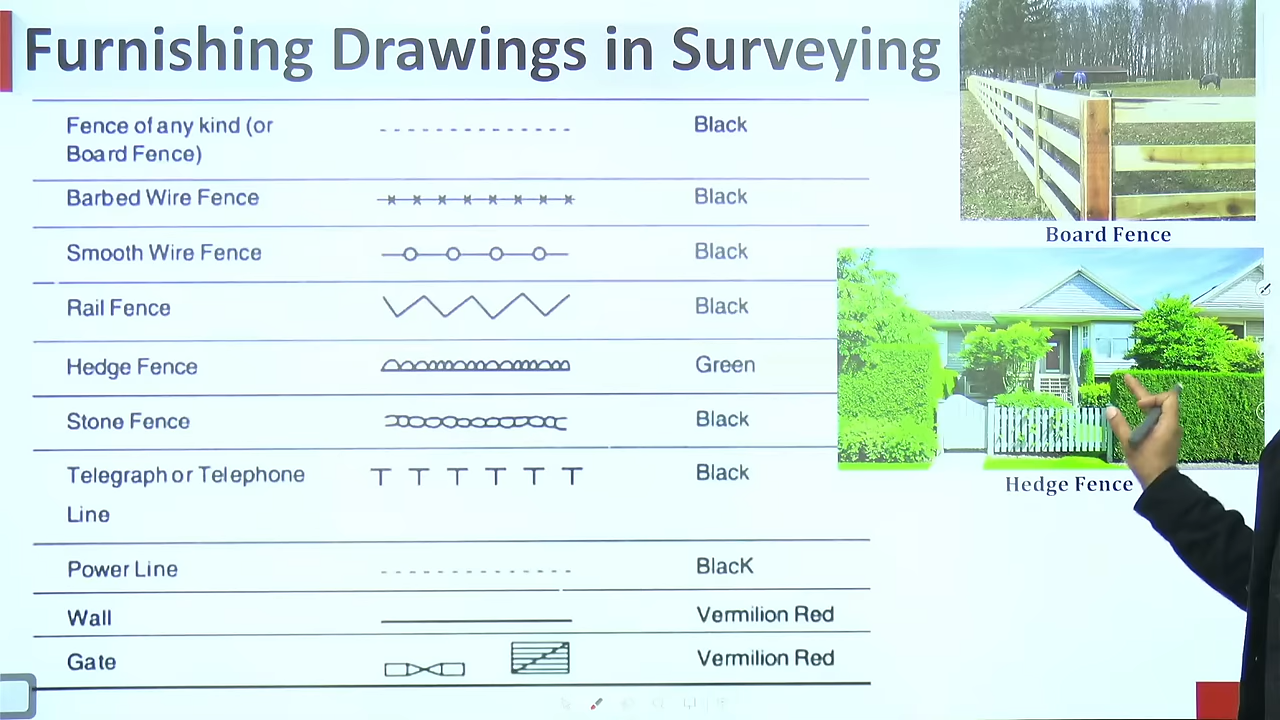 Furnishing Drawings in Surveying
Fence of any kind (or
Board Fence)
Black
Barbed Wire Fence
Black
Smooth Wire Fence
Black
Rail Fence
Black
Hedge Fence
Green
Stone Fence
Black
Telegraph or Telephone
Line
Black
Power Line
BlacK
Wall
Vermilion Red
Gate
Vermilion Red
Board Fence
Hedge Fence